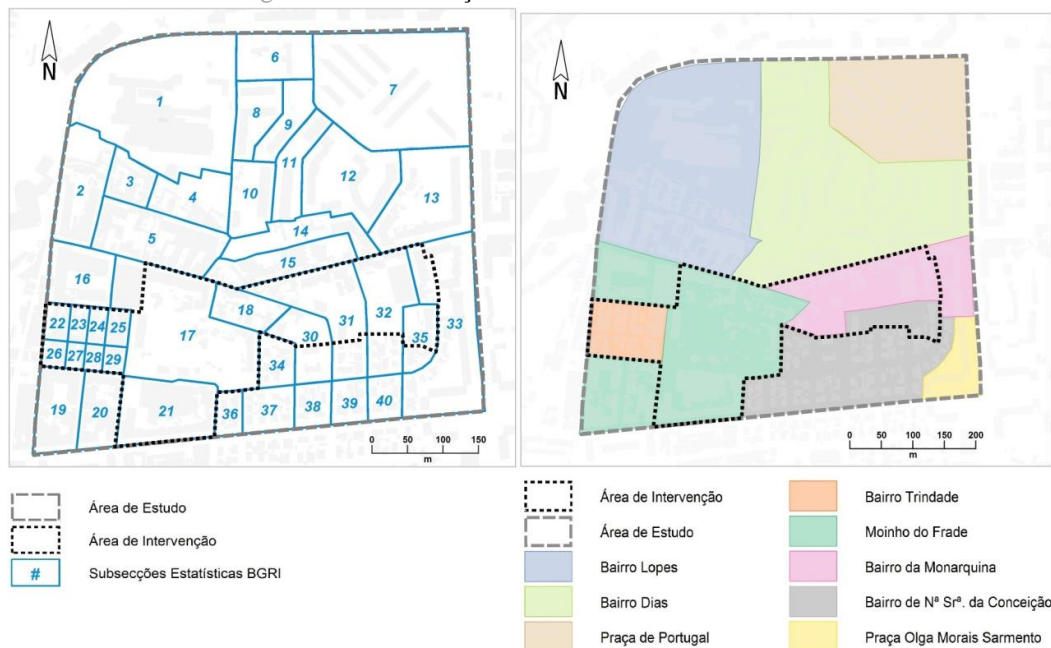 N
1
6
7
8
9
2
3
4
10
11
12
13
5
14
15
16
17
18
22 23 24 25
26 27 28 29
30
31
32
33
34
35
19
20
21
36
37
38
39
40
0 50 100 150
m
N
0 50 100 150 200
m
Área de Estudo
Área de Intervenção
# Subsecções Estatísticas BGRI
Área de Intervenção
Área de Estudo
Bairro Lopes
Bairro Dias
Praça de Portugal
Bairro Trindade
Moinho do Frade
Bairro da Monarquina
Bairro de Nª Srª. da Conceição
Praça Olga Morais Sarmento